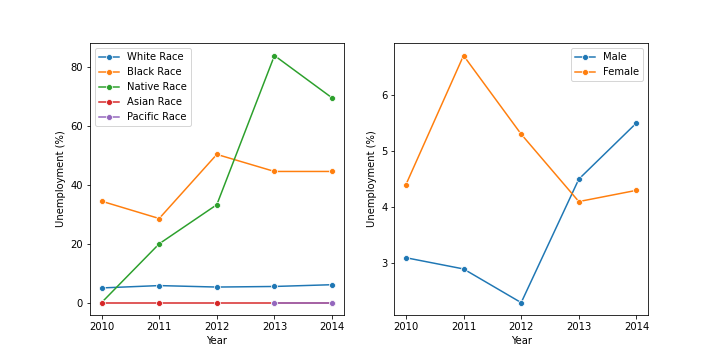 White Race
Black Race
Native Race
Asian Race
Pacific Race
Unemployment (%)
80
60
40
20
0
2010 2011 2012 2013 2014
Year
Male
Female
Unemployment (%)
6
5
4
3
2010 2011 2012 2013 2014
Year